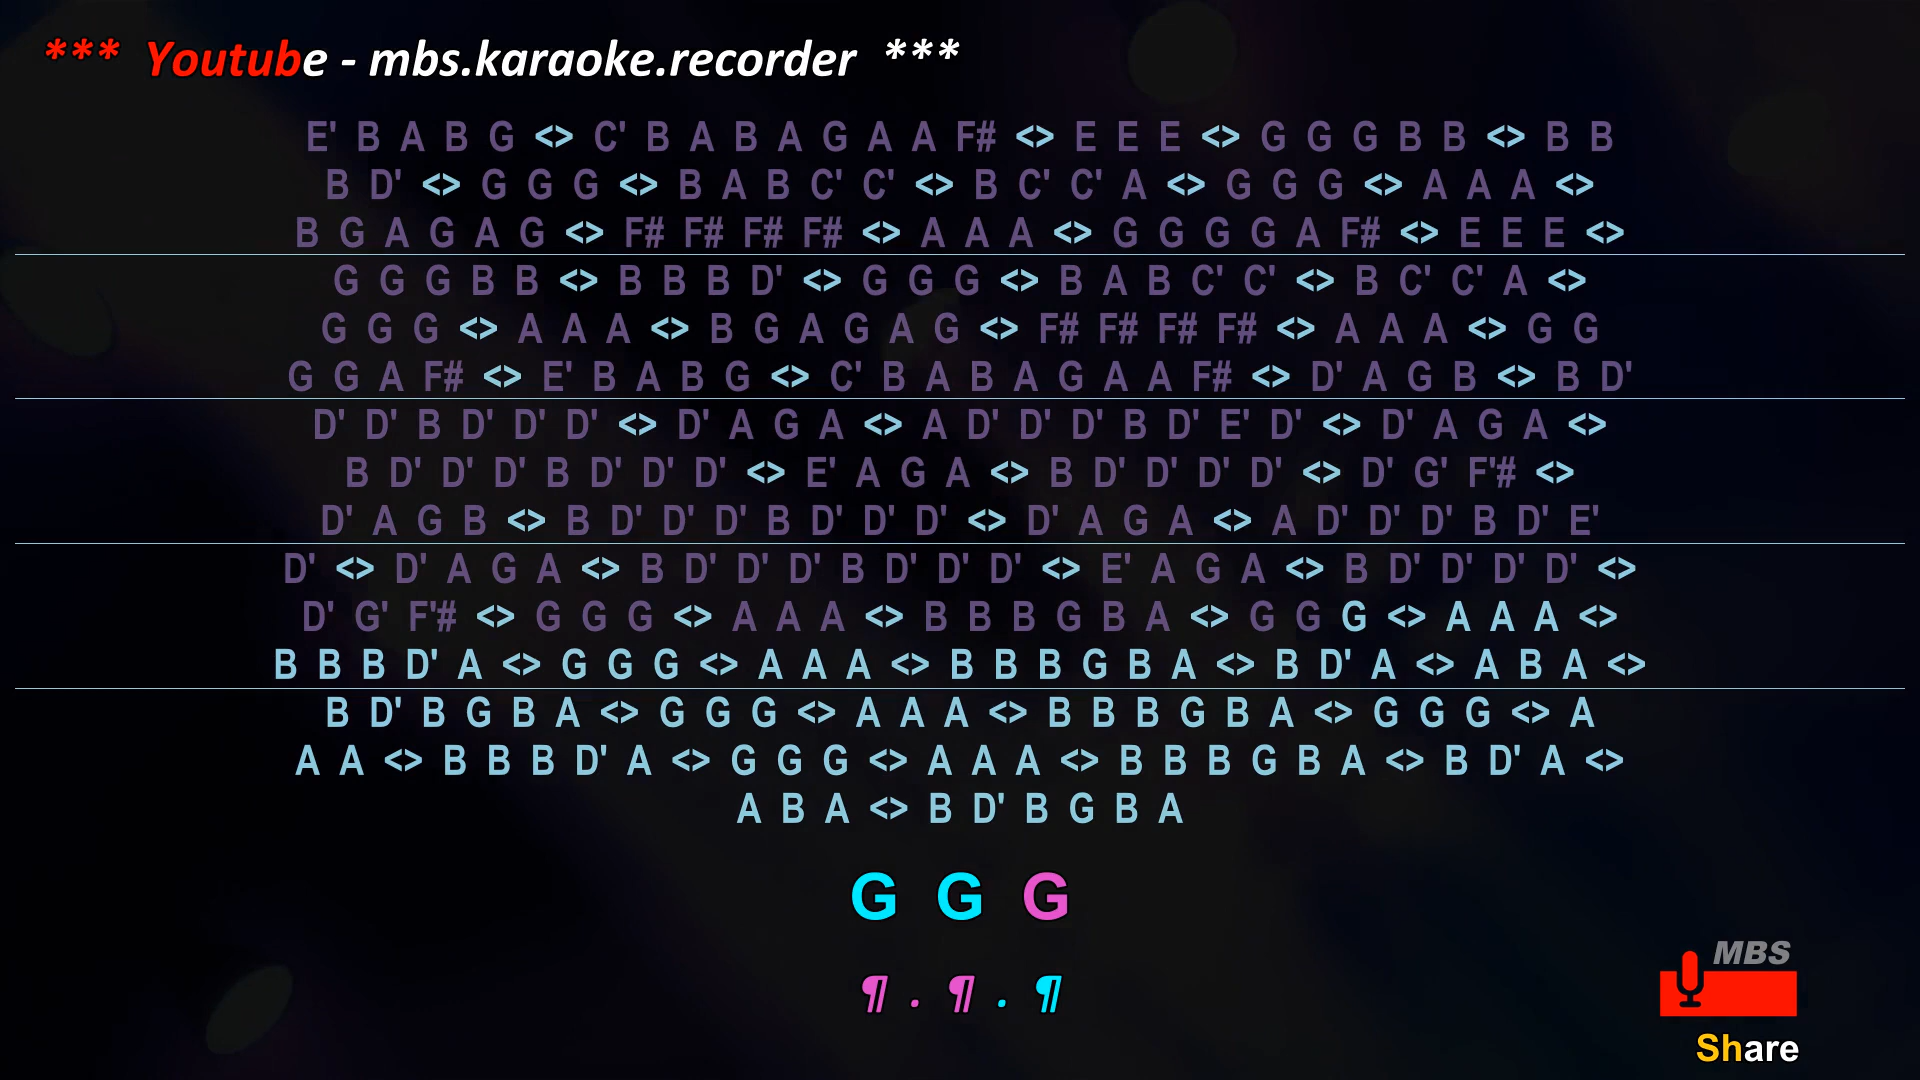 *** Youtube - mbs.karaoke.recorder ***
E' B A B G <> C' B A B A G A A F# <> E E E <> G G G B B <> B B
B D' <> G G G <> B A B C' C' <> B C' C' A <> G G G <> A A A <>
B G A G A G <> F# F# F# F# <> A A A <> G G G G A F# <> E E E <>
G G G B B <> B B B D' <> G G G <> B A B C' C' <> B C' C' A <>
G G G <> A A A <> B G A G A G <> F# F# F# F# <> A A A <> G G
G G A F# <> E' B A B G <> C' B A B A G A A F# <> D' A G B <> B D'
D' D' B D' D' D' <> D' A G A <> A D' D' D' B D' E' D' <> D' A G A <>
B D' D' D' B D' D' D' <> E' A G A <> B D' D' D' D' <> D' G' F'# <>
D' A G B <> B D' D' D' B D' D' D' <> D' A G A <> A D' D' D' B D' E'
D' <> D' A G A <> B D' D' D' B D' D' D' <> E' A G A <> B D' D' D' D' <>
D' G' F'# <> G G G <> A A A <> B B B G B A <> G G G <> A A A <>
B B B D' A <> G G G <> A A A <> B B B G B A <> B D' A <> A B A <>
B D' B G B A <> G G G <> A A A <> B B B G B A <> G G G <> A
A A <> B B B D' A <> G G G <> A A A <> B B B G B A <> B D' A <>
A B A <> B D' B G B A
G G G
¶ . ¶ . ¶
MBS
Share